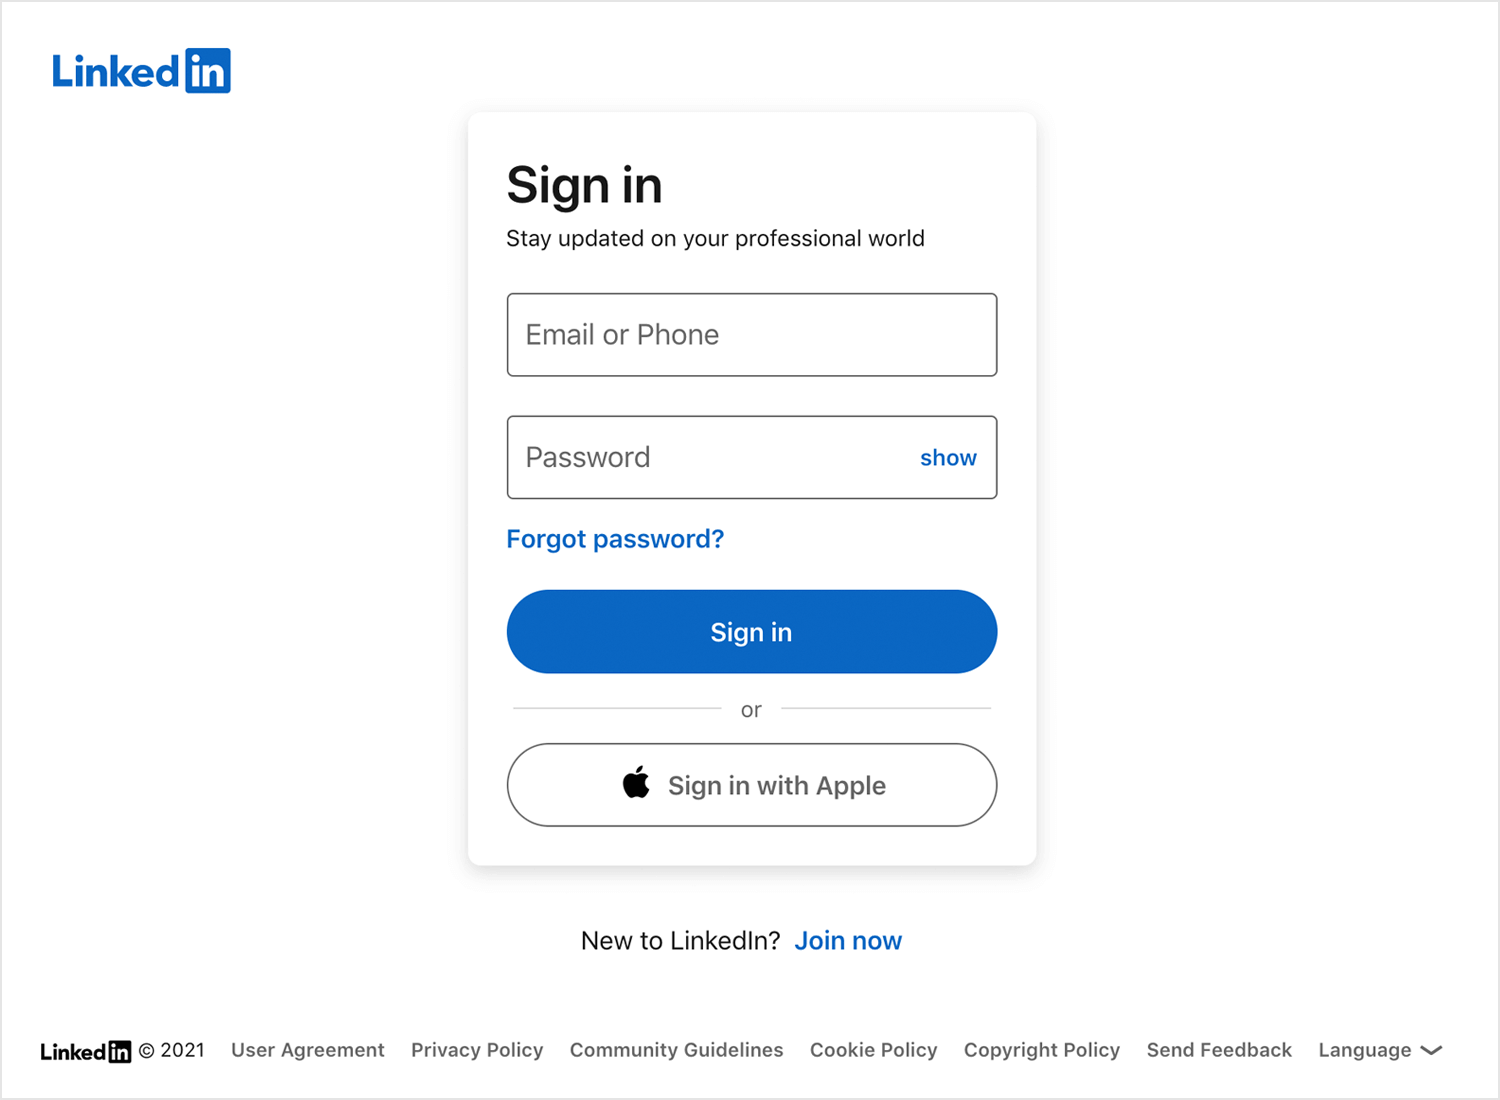 LinkedIn
Sign in
Stay updated on your professional world
Email or Phone
Password show
Forgot password?
Sign in
or
Sign in with Apple
New to LinkedIn? Join now
LinkedIn © 2021 User Agreement Privacy Policy Community Guidelines Cookie Policy Copyright Policy Send Feedback Language